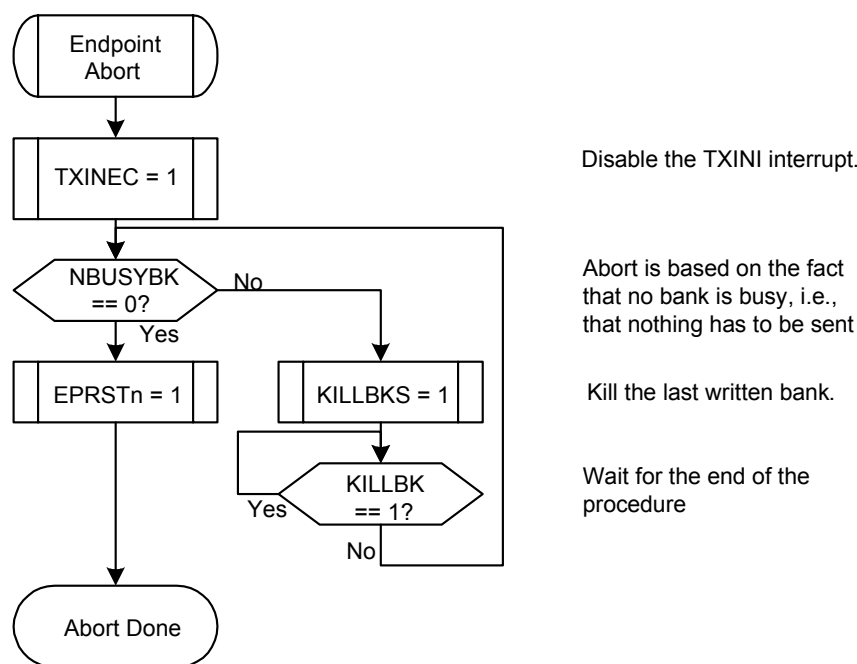 Endpoint
Abort
TXINEC = 1
Disable the TXINI interrupt.
NBUSYBK
== 0?
No
Yes
Abort is based on the fact
that no bank is busy, i.e.,
that nothing has to be sent
EPRSTn = 1
KILLBKS = 1
Kill the last written bank.
KILLBK
== 1?
Yes
No
Wait for the end of the
procedure
Abort Done